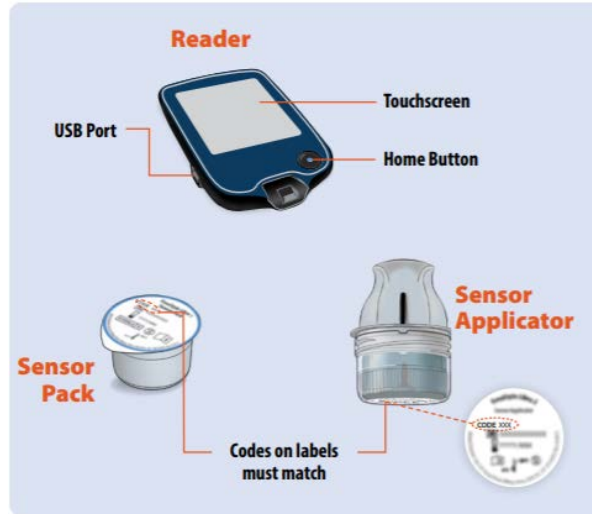 Reader
Touchscreen
USB Port
Home Button
Sensor
Applicator
Sensor
Pack
CODE XXX
Codes on labels
must match